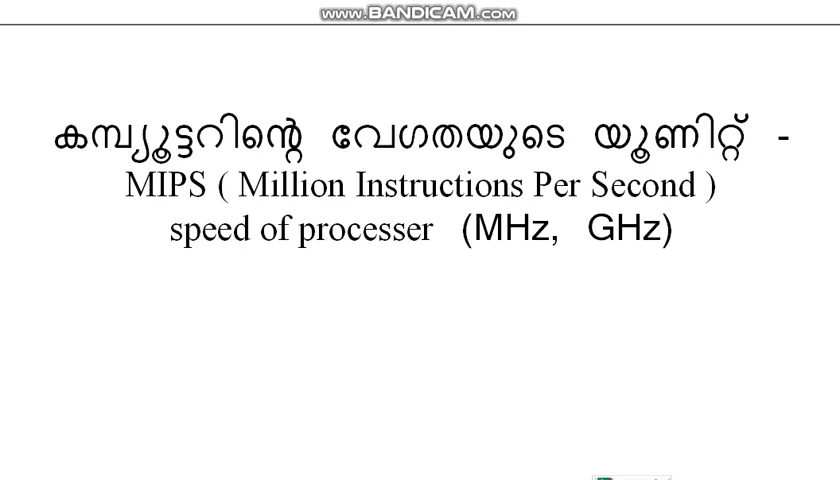 www.BANDICAM.com
കമ്പ്യൂട്ടറിന്റെ വേഗതയുടെ യൂണിറ്റ് -
MIPS ( Million Instructions Per Second )
speed of processer (MHz, GHz)